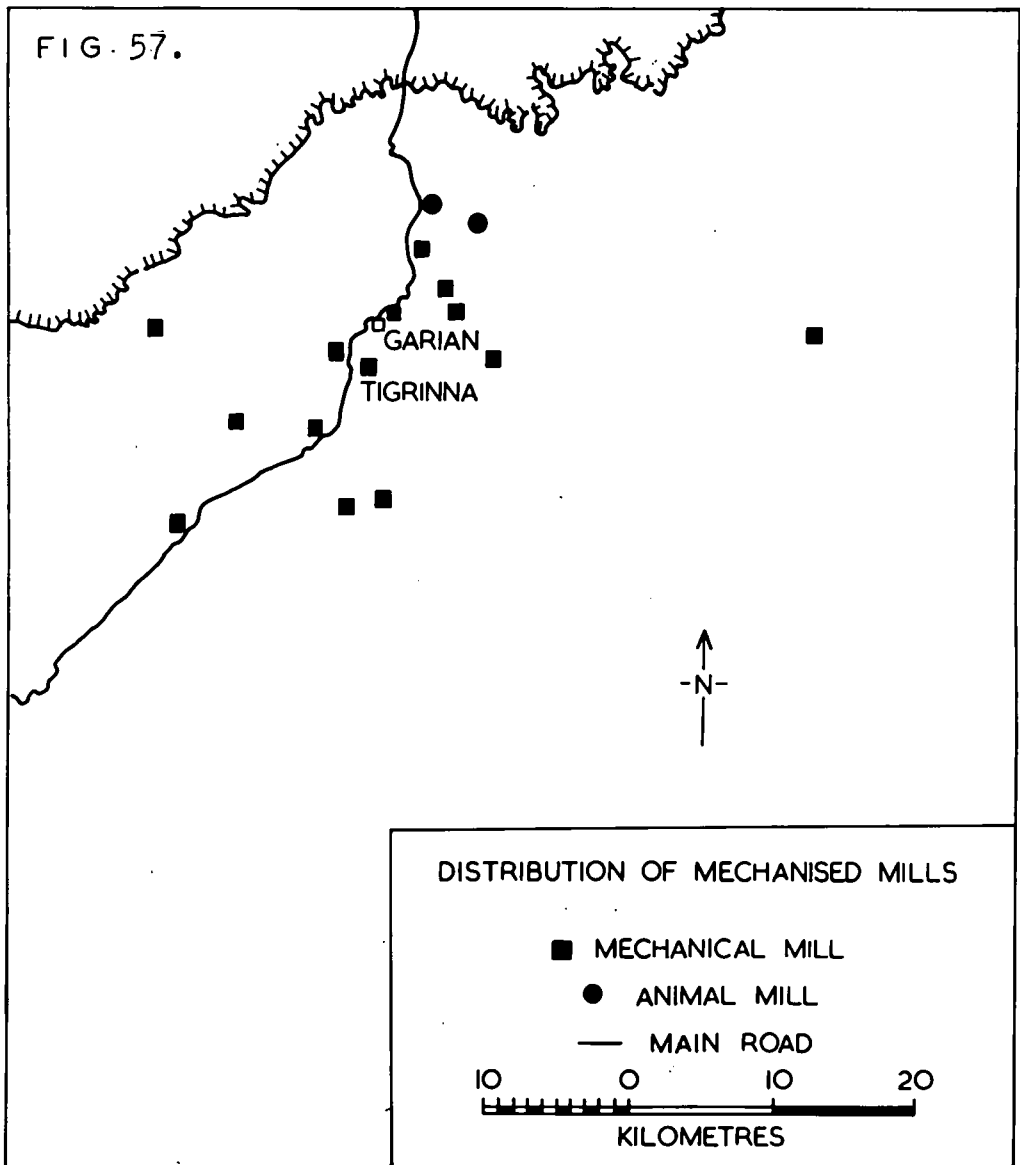 FIG. 57.
GARIAN
TIGRINNA
-N-
DISTRIBUTION OF MECHANISED MILLS
MECHANICAL MILL
ANIMAL MILL
MAIN ROAD
10 0 10 20
KILOMETRES